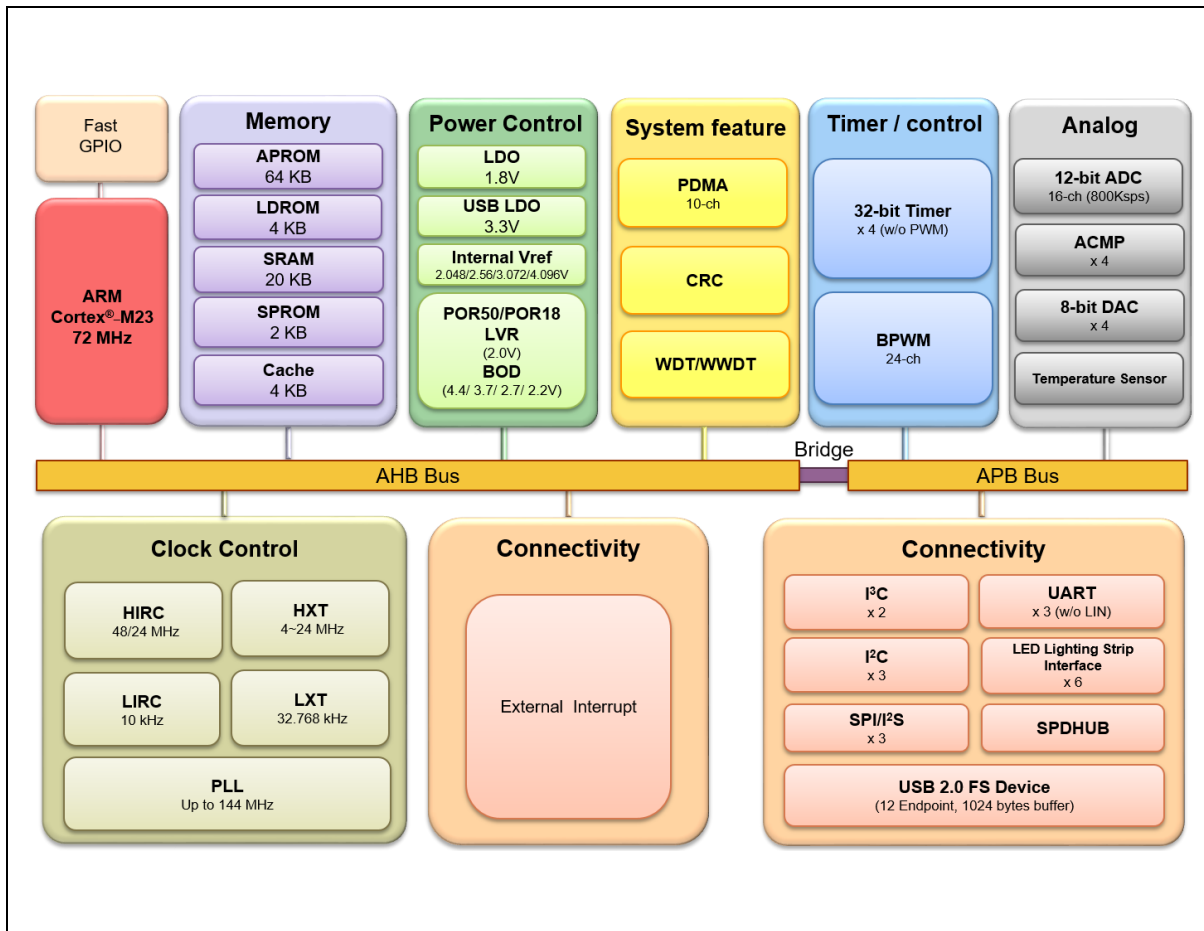 Fast
GPIO
ARM
Cortex®-M23
72 MHz
Memory
APROM
64 KB
LDROM
4 KB
SRAM
20 KB
SPROM
2 KB
Cache
4 KB
Power Control
LDO
1.8V
USB LDO
3.3V
Internal Vref
2.048/2.56/3.072/4.096V
POR50/POR18
LVR
(2.0V)
BOD
(4.4/ 3.7/ 2.7/ 2.2V)
System feature
PDMA
10-ch
CRC
WDT/WWDT
Timer / control
32-bit Timer
x 4 (w/o PWM)
BPWM
24-ch
Analog
12-bit ADC
16-ch (800Ksps)
ACMP
x 4
8-bit DAC
x 4
Temperature Sensor
Bridge
AHB Bus
APB Bus
Clock Control
HIRC
48/24 MHz
HXT
4~24 MHz
LIRC
10 kHz
LXT
32.768 kHz
PLL
Up to 144 MHz
Connectivity
External Interrupt
Connectivity
I³C
x 2
UART
x 3 (w/o LIN)
I²C
x 3
LED Lighting Strip
Interface
x 6
SPI/I²S
x 3
SPDHUB
USB 2.0 FS Device
(12 Endpoint, 1024 bytes buffer)